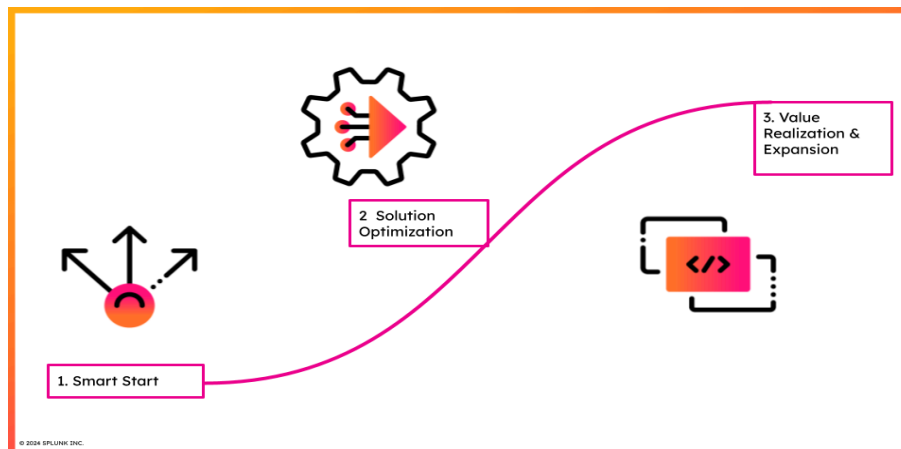 1. Smart Start
2 Solution
Optimization
3. Value
Realization &
Expansion
</>
© 2024 SPLUNK INC.